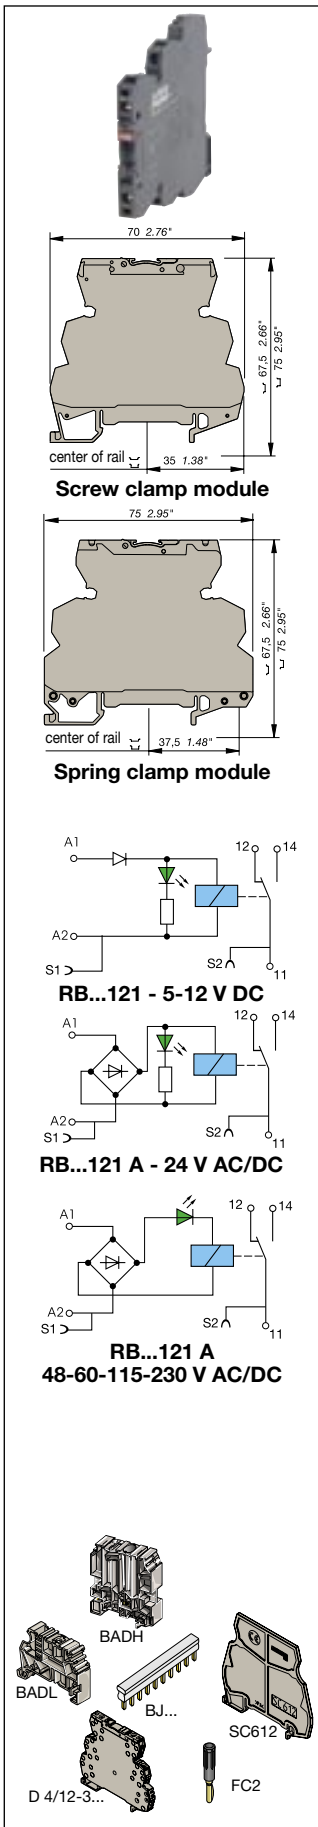 70 2.76"
67,5 2.66"
75 2.95"
center of rail
35 1.38"
Screw clamp module
75 2.95"
67,5 2.66"
75 2.95"
center of rail
37,5 1.48"
Spring clamp module
A1
12
14
A2
S1
S2
11
RB...121 - 5-12 V DC
A1
12
14
A2
S1
S2
11
RB...121 A - 24 V AC/DC
A1
12
14
A2
S1
S2
11
RB...121 A
48-60-115-230 V AC/DC
BADH
BADL
BJ...
SC612
SC612
D 4/12-3...
FC2